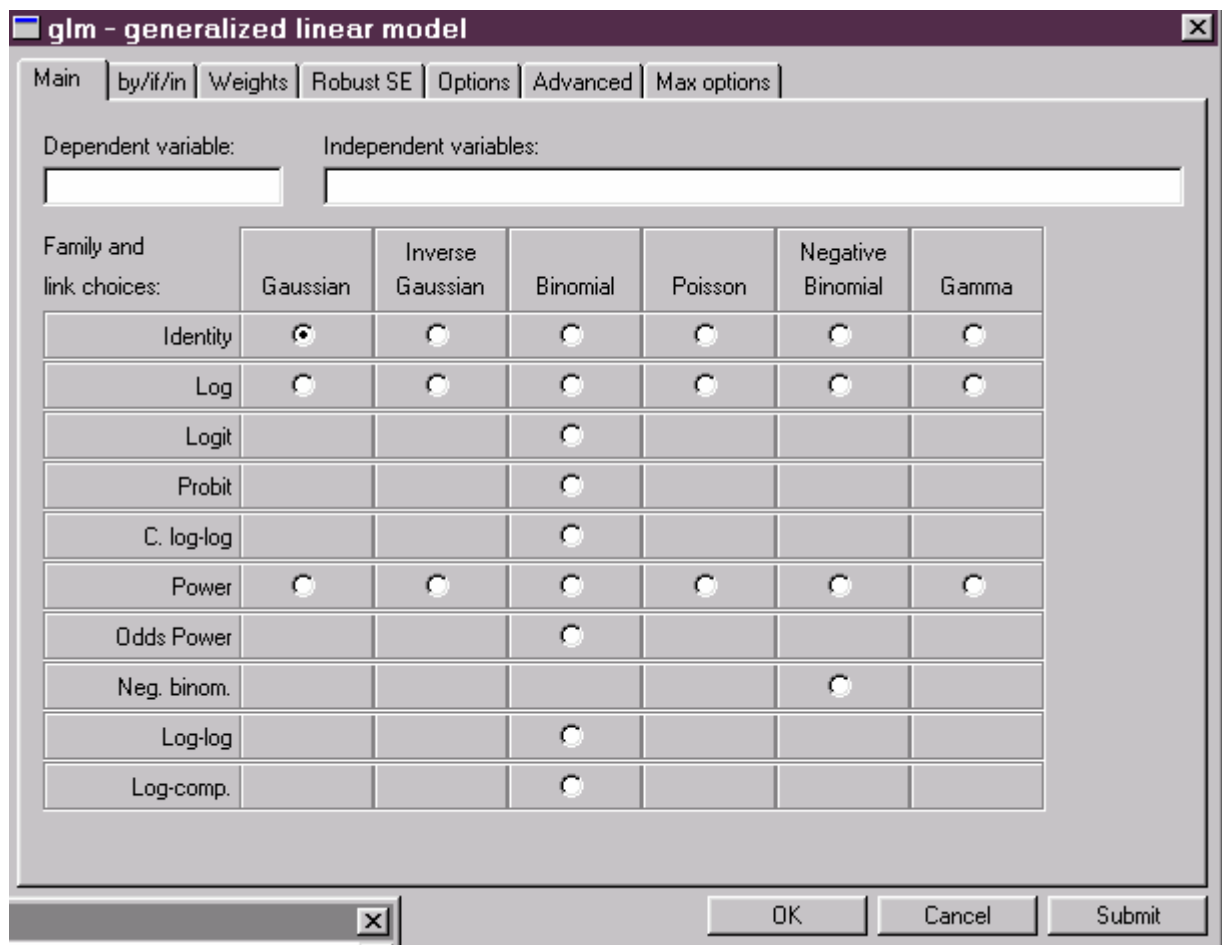 glm - generalized linear model
Main by/if/in Weights Robust SE Options Advanced Max options
Dependent variable: Independent variables:
Family and
link choices:
Gaussian
Inverse
Gaussian
Binomial
Poisson
Negative
Binomial
Gamma
Identity
Log
Logit
Probit
C. log-log
Power
Odds Power
Neg. binom.
Log-log
Log-comp.
OK Cancel Submit